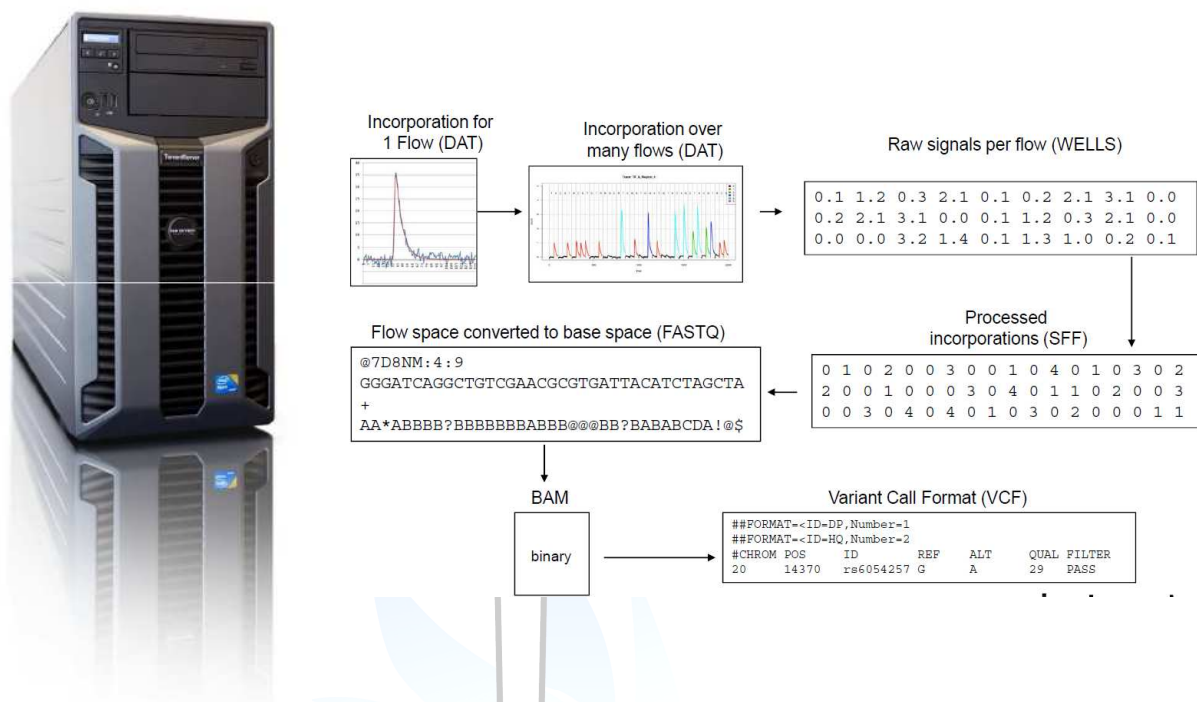 TorrentServer
Incorporation for
1 Flow (DAT)
Incorporation over
many flows (DAT)
Raw signals per flow (WELLS)
0.1 1.2 0.3 2.1 0.1 0.2 2.1 3.1 0.0
0.2 2.1 3.1 0.0 0.1 1.2 0.3 2.1 0.0
0.0 0.0 3.2 1.4 0.1 1.3 1.0 0.2 0.1
Processed
incorporations (SFF)
0 1 0 2 0 0 3 0 0 1 0 4 0 1 0 3 0 2
2 0 0 1 0 0 0 3 0 4 0 1 1 0 2 0 0 3
0 0 3 0 4 0 4 0 1 0 3 0 2 0 0 0 1 1
Flow space converted to base space (FASTQ)
@7D8NM:4:9
GGGATCAGGCTGTCGAACGCGTGATTACATCTAGCTA
+
AA*ABBBB?BBBBBBBABBB@@@BB?BABABCDA!@$
BAM
binary
Variant Call Format (VCF)
##FORMAT=<ID=DP,Number=1
##FORMAT=<ID=HQ,Number=2
#CHROM POS ID REF ALT QUAL FILTER
20 14370 rs6054257 G A 29 PASS